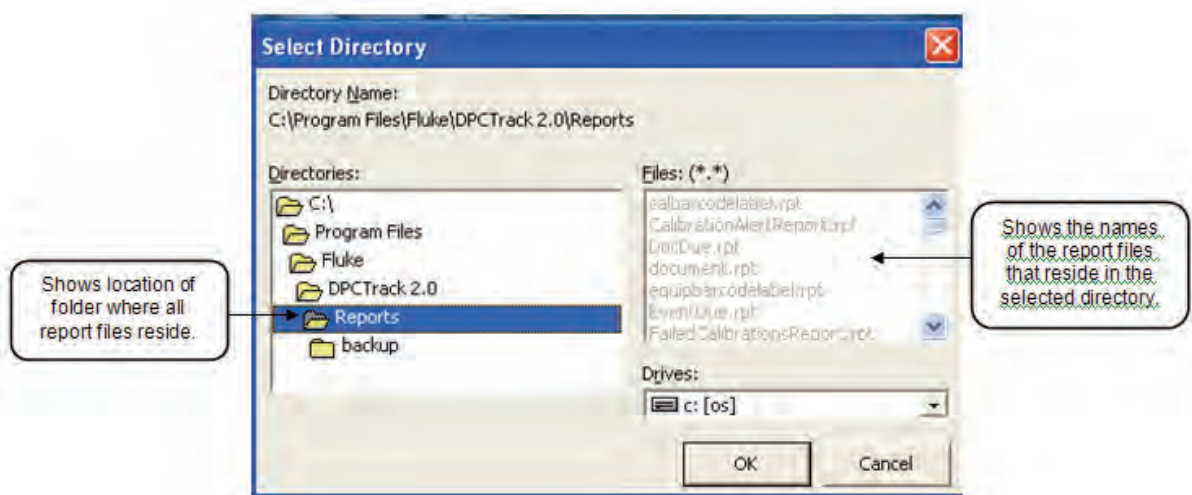 Select Directory
Directory Name:
C:\Program Files\Fluke\DPCTrack 2.0\Reports
Directories:
C:\
Program Files
Fluke
DPCTrack 2.0
Reports
backup
Files: (*.*)
calbarcodelabel.rpt
CalibrationAlertReport.rpt
DocDue.rpt
document.rpt
equipbarcodelabel.rpt
EventDue.rpt
FailedCalibrationsReport.rpt
Drives:
c: [os]
OK
Cancel
Shows location of
folder where all
report files reside.
Shows the names
of the report files
that reside in the
selected directory.